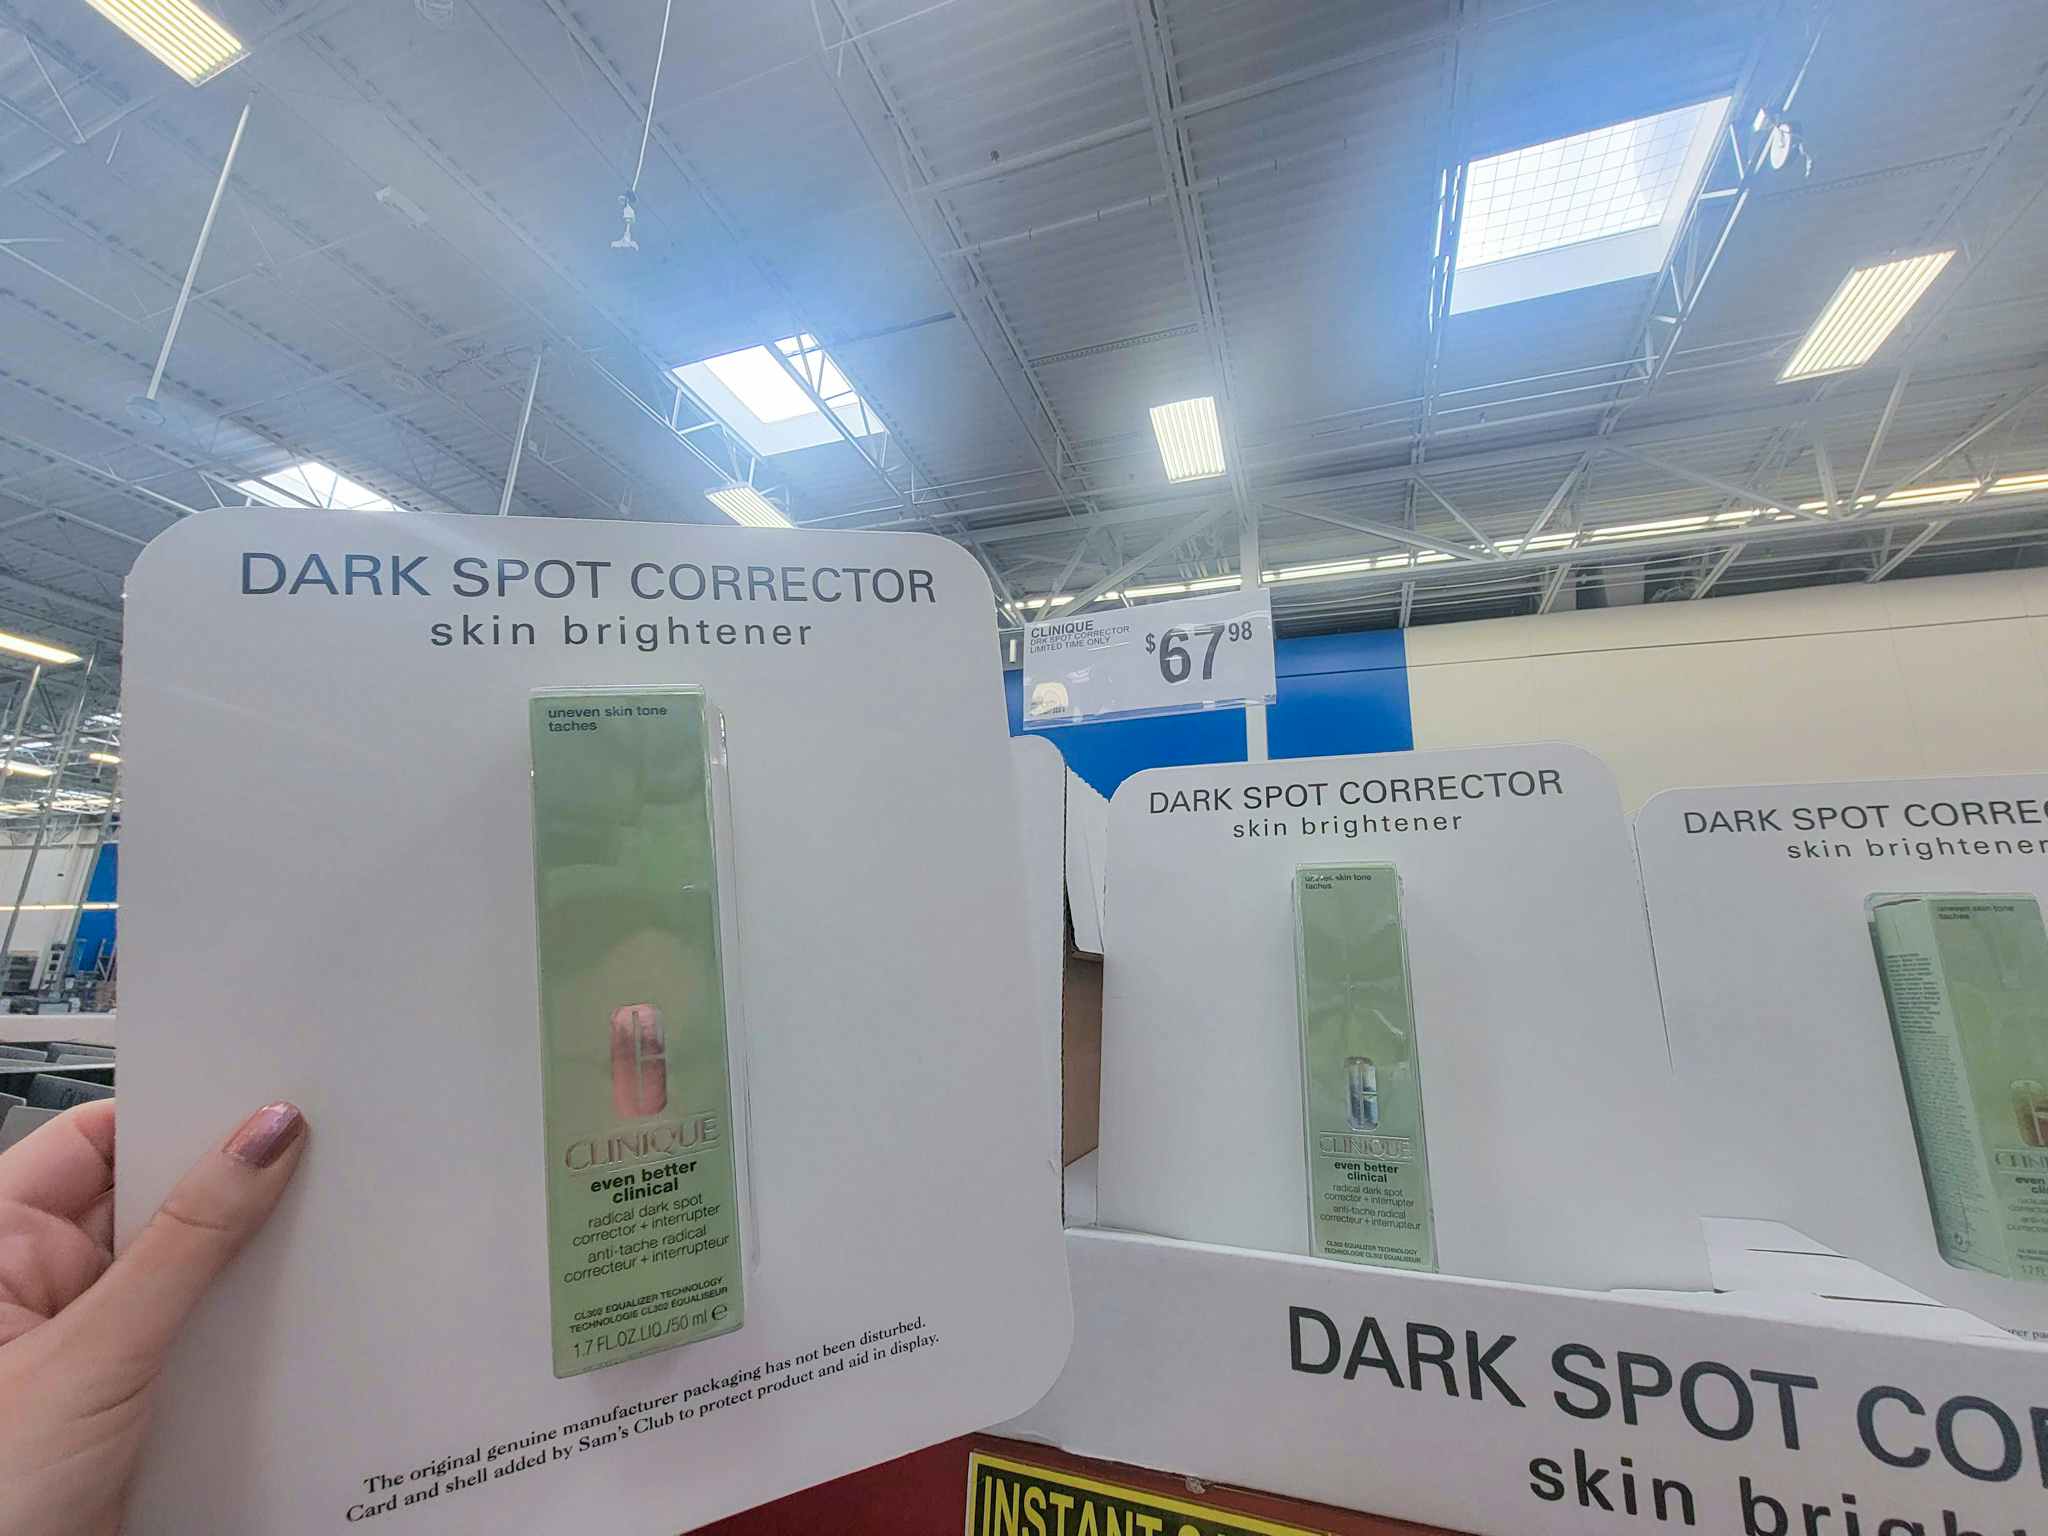 DARK SPOT CORRECTOR
skin brightener
uneven skin tone
taches
CLINIQUE
even better
clinical
radical dark spot
corrector + interrupter
anti-tache radical
correcteur + interrupteur
CL302 EQUALIZER TECHNOLOGY
TECHNOLOGIE CL302 ÉQUALISEUR
1.7 FL.OZ.LIQ./50 ml e
The original genuine manufacturer packaging has not been disturbed.
Card and shell added by Sam's Club to protect product and aid in display.
CLINIQUE
DRK SPOT CORRECTOR
LIMITED TIME ONLY
$67 98
DARK SPOT CORRECTOR
skin brightener
uneven skin tone
taches
CLINIQUE
even better
clinical
radical dark spot
corrector + interrupter
anti-tache radical
correcteur + interrupteur
CL302 EQUALIZER TECHNOLOGY
TECHNOLOGIE CL302 ÉQUALISEUR
DARK SPOT CORREC
skin brightener
uneven skin tone
taches
CLINI
even
DARK SPOT CO
skin brigh
INSTANT